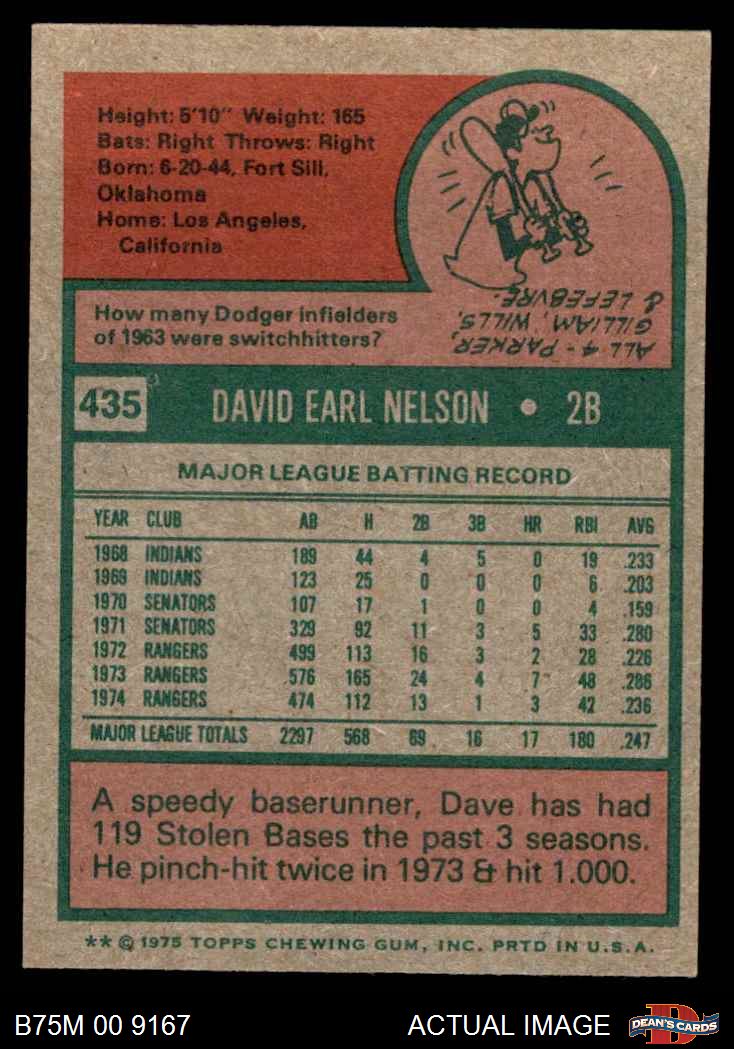 Height: 5'10" Weight: 165
Bats: Right Throws: Right
Born: 6-20-44, Fort Sill,
Oklahoma
Home: Los Angeles,
California
How many Dodger infielders
of 1963 were switchhitters?
ALL 4 - PARKER,
GILLIAM, WILLS,
& LEFEBVRE.
435 DAVID EARL NELSON • 2B
MAJOR LEAGUE BATTING RECORD
YEAR CLUB AB H 2B 3B HR RBI AVG
1968 INDIANS 189 44 4 5 0 19 .233
1969 INDIANS 123 25 0 0 0 6 .203
1970 SENATORS 107 17 1 0 0 4 .159
1971 SENATORS 329 92 11 3 5 33 .280
1972 RANGERS 499 113 16 3 2 28 .226
1973 RANGERS 576 165 24 4 7 48 .286
1974 RANGERS 474 112 13 1 3 42 .236
MAJOR LEAGUE TOTALS 2297 568 69 16 17 180 .247
A speedy baserunner, Dave has had
119 Stolen Bases the past 3 seasons.
He pinch-hit twice in 1973 & hit 1.000.
** © 1975 TOPPS CHEWING GUM, INC. PRTD IN U.S.A.
B75M 00 9167 ACTUAL IMAGE DEAN'S CARDS